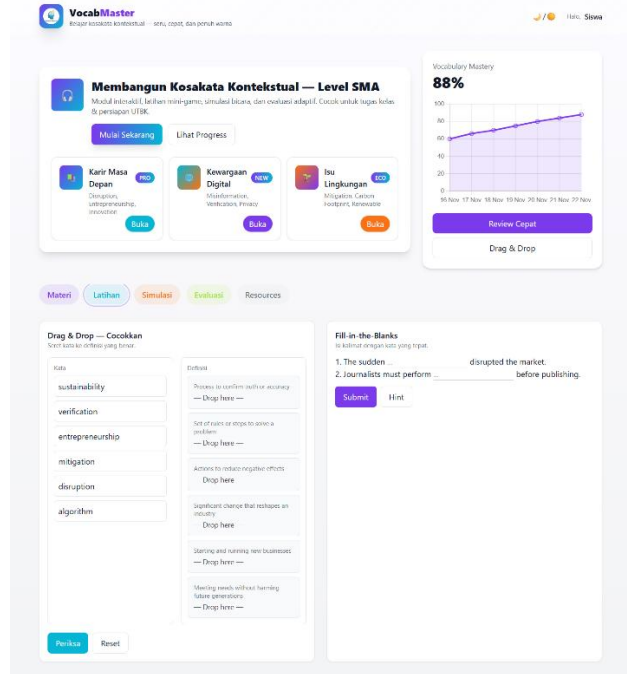 VocabMaster
Belajar kosakata kontekstual — seru, cepat, dan penuh warna
Halo, Siswa
Membangun Kosakata Kontekstual — Level SMA
Modul interaktif, latihan mini-game, simulasi bicara, dan evaluasi adaptif. Cocok untuk tugas kelas
& persiapan UTBK.
Mulai Sekarang
Lihat Progress
Karir Masa
Depan
PRO
Disruption,
Entrepreneurship,
Innovation
Buka
Kewargaan
Digital
NEW
Misinformation,
Verification, Privacy
Buka
Isu
Lingkungan
ECO
Mitigation, Carbon
Footprint, Renewable
Buka
Vocabulary Mastery
88%
100
80
60
40
20
0
16 Nov 17 Nov 18 Nov 19 Nov 20 Nov 21 Nov 22 Nov
Review Cepat
Drag & Drop
Materi
Latihan
Simulasi
Evaluasi
Resources
Drag & Drop — Cocokkan
Seret kata ke definisi yang benar.
Kata
sustainability
verification
entrepreneurship
mitigation
disruption
algorithm
Definisi
Process to confirm truth or accuracy
— Drop here —
Set of rules or steps to solve a
problem
— Drop here —
Actions to reduce negative effects
Drop here
Significant change that reshapes an
industry
Drop here
Starting and running new businesses
— Drop here —
Meeting needs without harming
future generations
— Drop here —
Periksa
Reset
Fill-in-the-Blanks
Isi kalimat dengan kata yang tepat.
1. The sudden ... disrupted the market.
2. Journalists must perform ... before publishing.
Submit
Hint